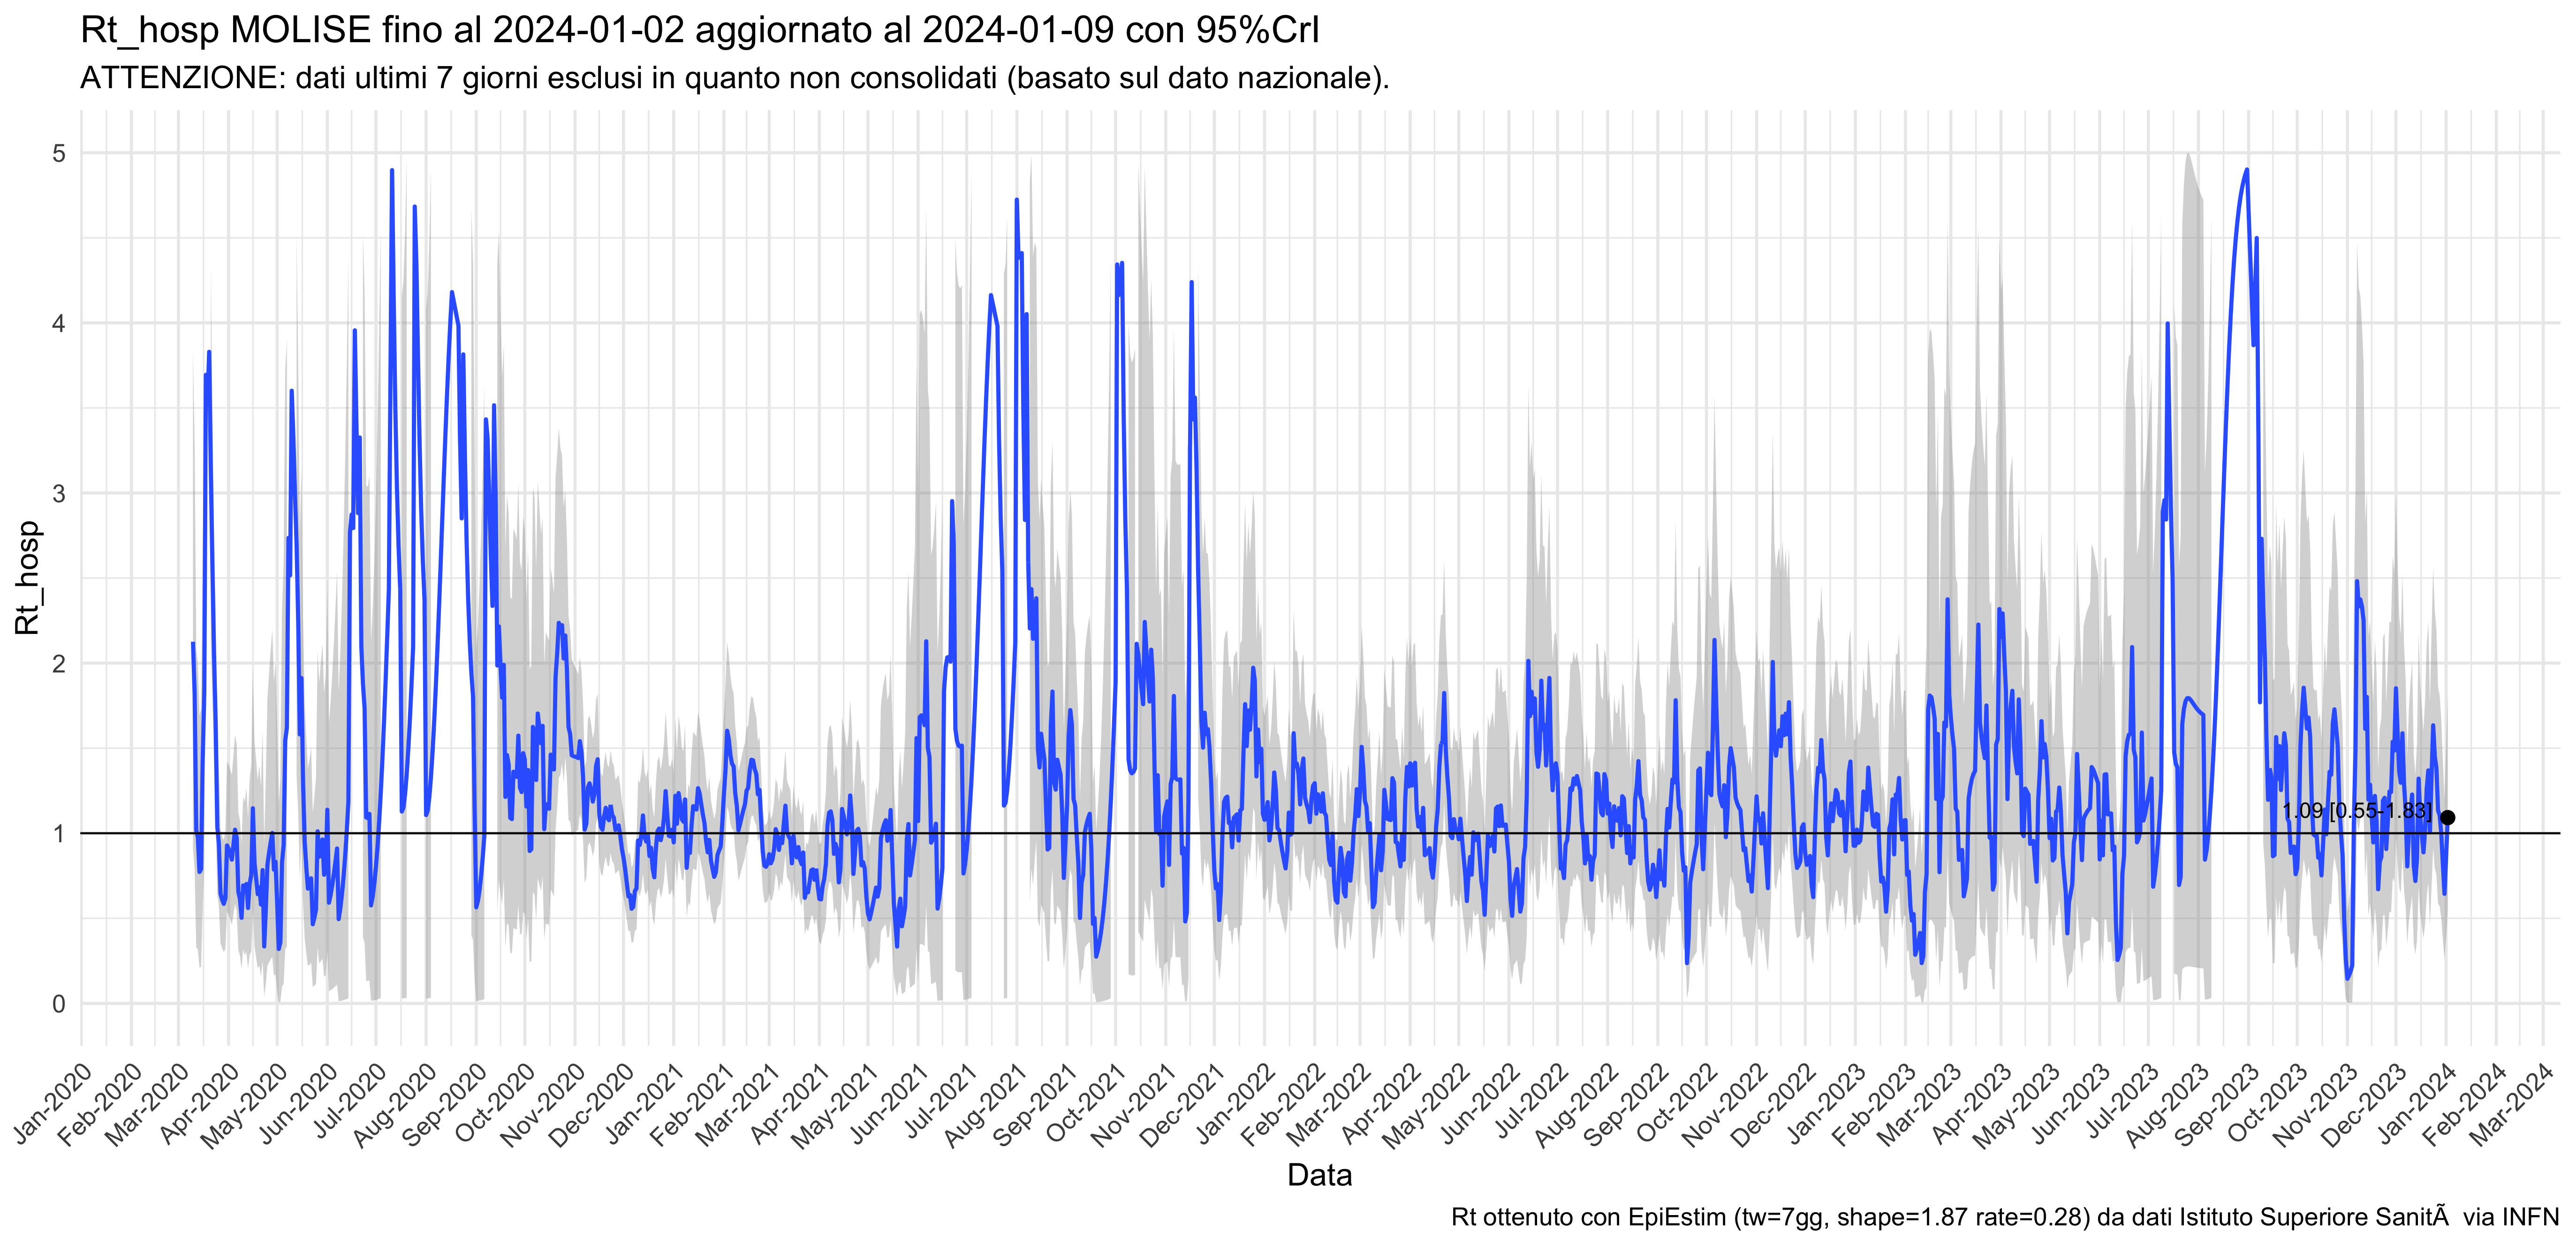 Rt_hosp MOLISE fino al 2024-01-02 aggiornato al 2024-01-09 con 95%CrI
ATTENZIONE: dati ultimi 7 giorni esclusi in quanto non consolidati (basato sul dato nazionale).
Rt_hosp
5
4
3
2
1
0
1.09 [0.55-1.83]
Jan-2020
Feb-2020
Mar-2020
Apr-2020
May-2020
Jun-2020
Jul-2020
Aug-2020
Sep-2020
Oct-2020
Nov-2020
Dec-2020
Jan-2021
Feb-2021
Mar-2021
Apr-2021
May-2021
Jun-2021
Jul-2021
Aug-2021
Sep-2021
Oct-2021
Nov-2021
Dec-2021
Jan-2022
Feb-2022
Mar-2022
Apr-2022
May-2022
Jun-2022
Jul-2022
Aug-2022
Sep-2022
Oct-2022
Nov-2022
Dec-2022
Jan-2023
Feb-2023
Mar-2023
Apr-2023
May-2023
Jun-2023
Jul-2023
Aug-2023
Sep-2023
Oct-2023
Nov-2023
Dec-2023
Jan-2024
Feb-2024
Mar-2024
Data
Rt ottenuto con EpiEstim (tw=7gg, shape=1.87 rate=0.28) da dati Istituto Superiore SanitÃ  via INFN